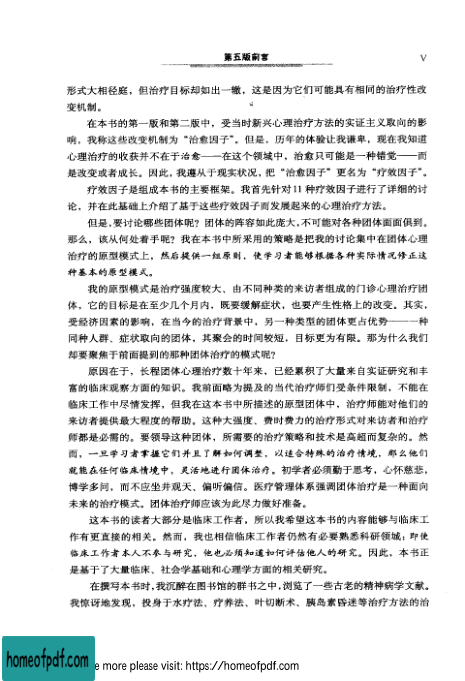 第五版前言
V
形式大相径庭，但治疗目标却如出一辙，这是因为它们可能具有相同的治疗性改
变机制。
在本书的第一版和第二版中，受当时新兴心理治疗方法的实证主义取向的影
响，我称这些改变机制为“治愈因子”。但是，历年的体验让我谦卑，现在我知道
心理治疗的收获并不在于治愈——在这个领域中，治愈只可能是一种错觉——而
是改变或者成长。因此，我遵从于现实状况，把“治愈因子”更名为“疗效因子”。
疗效因子是组成本书的主要框架。我首先针对11种疗效因子进行了详细的讨
论，并在此基础上介绍了基于这些疗效因子而发展起来的心理治疗方法。
但是，要讨论哪些团体呢？团体的阵容如此庞大，不可能对各种团体面面俱到。
那么，该从何处着手呢？我在本书中所采用的策略是把我的讨论集中在团体心理
治疗的原型模式上，然后提供一组原则，使学习者能够根据各种实际情况修正这
种基本的原型模式。
我的原型模式是治疗强度较大、由不同种类的来访者组成的门诊心理治疗团
体，它的目标是在至少几个月内，既要缓解症状，也要产生性格上的改变。其实，
受经济因素的影响，在当今的治疗背景中，另一种类型的团体更占优势——一种
同种人群、症状取向的团体，其聚会的时间较短，目标更为有限。那为什么我们
却要聚焦于前面提到的那种团体治疗的模式呢？
原因在于，长程团体心理治疗数十年来，已经累积了大量来自实证研究和丰
富的临床观察方面的知识。我前面略为提及的当代治疗师们受条件限制，不能在
临床工作中尽情发挥，但我在这本书中所描述的原型团体中，治疗师能对他们的
来访者提供最大程度的帮助。这种大强度、费时费力的治疗形式对来访者和治疗
师都是必需的。要领导这种团体，所需要的治疗策略和技术是高超而复杂的。然
而，一旦学习者掌握它们并且了解如何调整，以适合特殊的治疗情境，那么他们
就能在任何临床情境中，灵活地进行团体治疗。初学者必须勤于思考，心怀慈悲，
博学多问，而不应坐井观天、偏听偏信。医疗管理体系强调团体治疗是一种面向
未来的治疗模式。团体治疗师应该为此尽力做好准备。
这本书的读者大部分是临床工作者，所以我希望这本书的内容能够与临床工
作有更直接的相关。然而，我也相信临床工作者仍然有必要熟悉科研领域；即使
临床工作者本人不参与研究，他也必须知道如何评估他人的研究。因此，本书正
是基于了大量临床、社会学基础和心理学方面的相关研究。
在撰写本书时，我沉醉在图书馆的群书之中，浏览了一些古老的精神病学文献。
我惊讶地发现，投身于水疗法、疗养法、叶切断术、胰岛素昏迷等治疗方法的治
homeofpdf.com
e more please visit: https://homeofpdf.com